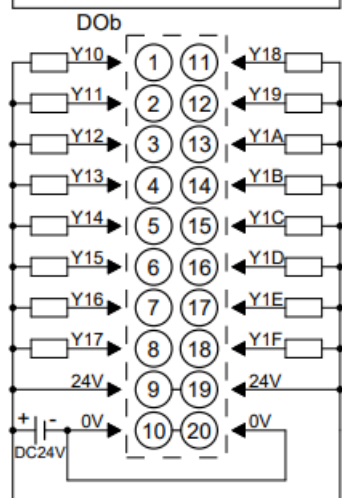 DOb
Y10 1 11 Y18
Y11 2 12 Y19
Y12 3 13 Y1A
Y13 4 14 Y1B
Y14 5 15 Y1C
Y15 6 16 Y1D
Y16 7 17 Y1E
Y17 8 18 Y1F
24V 9 19 24V
+ - 0V 10 20 0V
DC24V